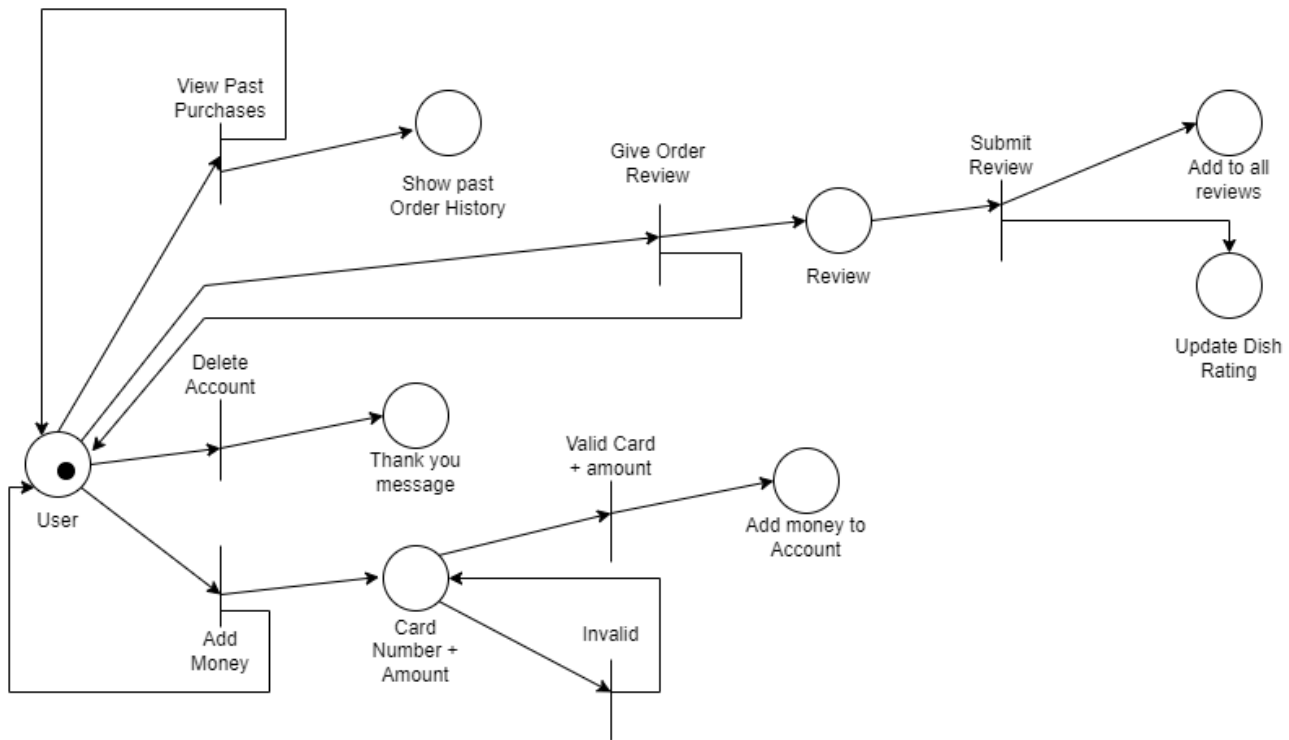 View Past
Purchases
Show past
Order History
Give Order
Review
Review
Submit
Review
Add to all
reviews
Update Dish
Rating
Delete
Account
Thank you
message
User
Valid Card
+ amount
Add money to
Account
Add
Money
Card
Number +
Amount
Invalid